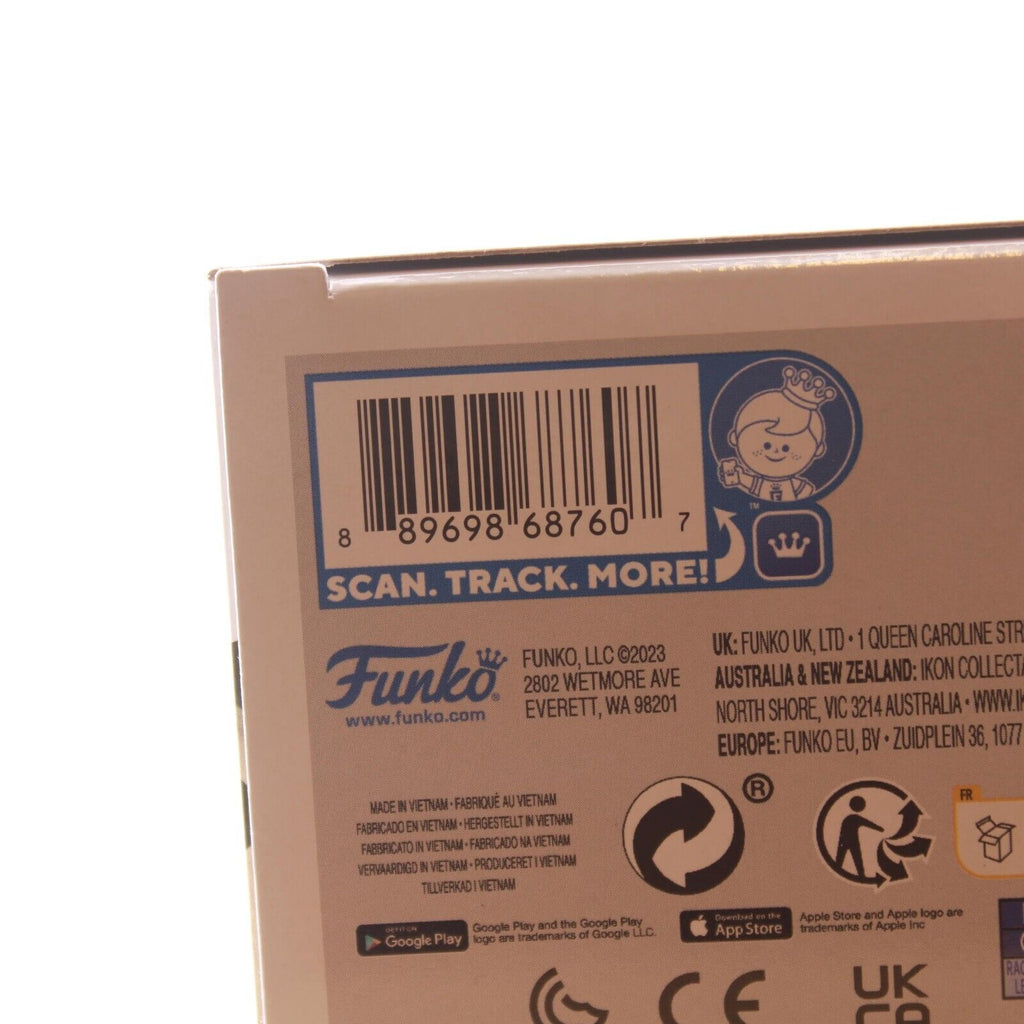 8 89698 68760 7
™
SCAN. TRACK. MORE!
Funko®
www.funko.com
FUNKO, LLC ©2023
2802 WETMORE AVE
EVERETT, WA 98201
UK: FUNKO UK, LTD • 1 QUEEN CAROLINE STR
AUSTRALIA & NEW ZEALAND: IKON COLLECTA
NORTH SHORE, VIC 3214 AUSTRALIA • WWW.IK
EUROPE: FUNKO EU, BV • ZUIDPLEIN 36, 1077
MADE IN VIETNAM • FABRIQUÉ AU VIETNAM
FABRICADO EN VIETNAM • HERGESTELLT IN VIETNAM
FABBRICATO IN VIETNAM • FABRICADO NA VIETNAM
VERVAARDIGD IN VIETNAM • PRODUCERET I VIETNAM
TILLVERKAD I VIETNAM
®
FR
GET IT ON
Google Play
Google Play and the Google Play
logo are trademarks of Google LLC.
Download on the
App Store
Apple Store and Apple logo are
trademarks of Apple Inc
CE
UK
CA